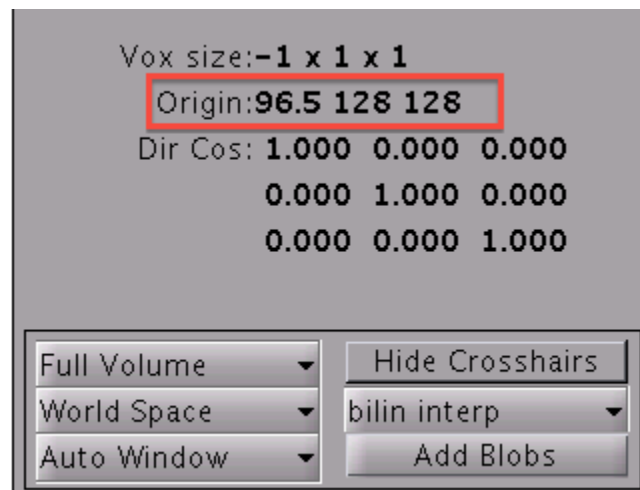 Vox size:-1 x 1 x 1
Origin:96.5 128 128
Dir Cos: 1.000 0.000 0.000
0.000 1.000 0.000
0.000 0.000 1.000
Full Volume
Hide Crosshairs
World Space
bilin interp
Auto Window
Add Blobs